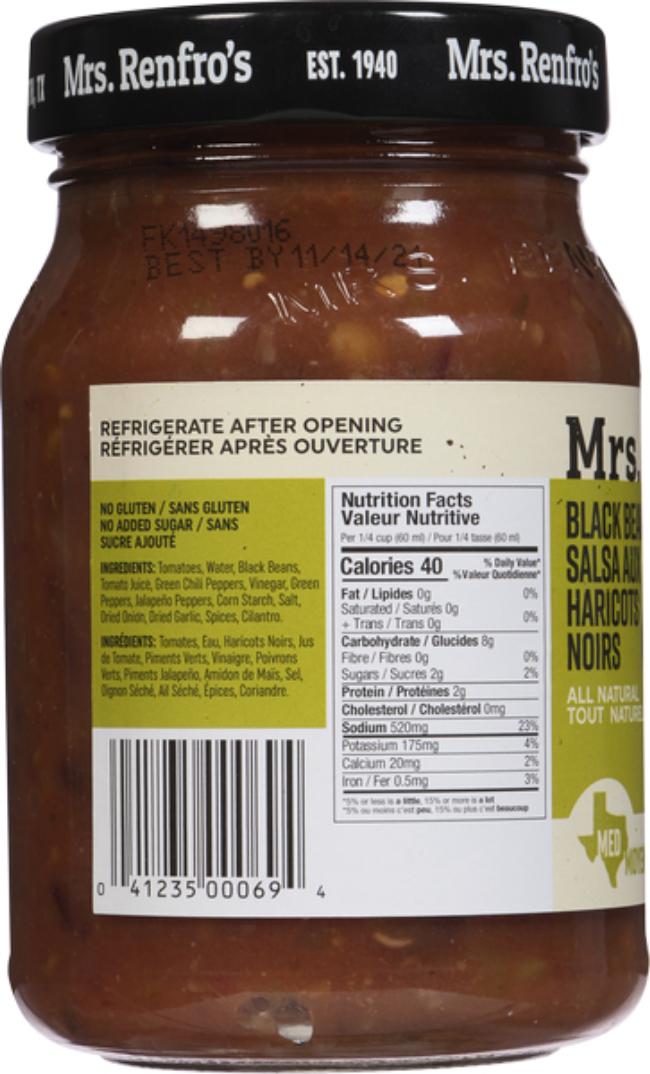 Mrs. Renfro's EST. 1940 Mrs. Renfro's
BEST BY 11/14/21
REFRIGERATE AFTER OPENING
RÉFRIGÉRER APRÈS OUVERTURE
Mrs.
NO GLUTEN / SANS GLUTEN
NO ADDED SUGAR / SANS
SUCRE AJOUTÉ
INGREDIENTS: Tomatoes, Water, Black Beans,
Tomato Juice, Green Chili Peppers, Vinegar, Green
Peppers, Jalapeño Peppers, Corn Starch, Salt,
Dried Onion, Dried Garlic, Spices, Cilantro.
INGRÉDIENTS: Tomates, Eau, Haricots Noirs, Jus
de Tomate, Piments Verts, Vinaigre, Poivrons
Verts, Piments Jalapeño, Amidon de Maïs, Sel,
Oignon Séché, Ail Séché, Épices, Coriandre.
Nutrition Facts
Valeur Nutritive
Per 1/4 cup (60 ml) / Pour 1/4 tasse (60 ml)
Calories 40 % Daily Value*
% Valeur Quotidienne*
Fat / Lipides 0g 0%
Saturated / Saturés 0g
+ Trans / Trans 0g 0%
Carbohydrate / Glucides 8g
Fibre / Fibres 0g 0%
Sugars / Sucres 2g 2%
Protein / Protéines 2g
Cholesterol / Cholestérol 0mg
Sodium 520mg 23%
Potassium 175mg 4%
Calcium 20mg 2%
Iron / Fer 0.5mg 3%
*5% or less is a little, 15% or more is a lot
*5% ou moins c'est peu, 15% ou plus c'est beaucoup
BLACK BEA
SALSA AUX
HARICOTS
NOIRS
ALL NATURAL
TOUT NATUREL
MED
0 41235 00069 4